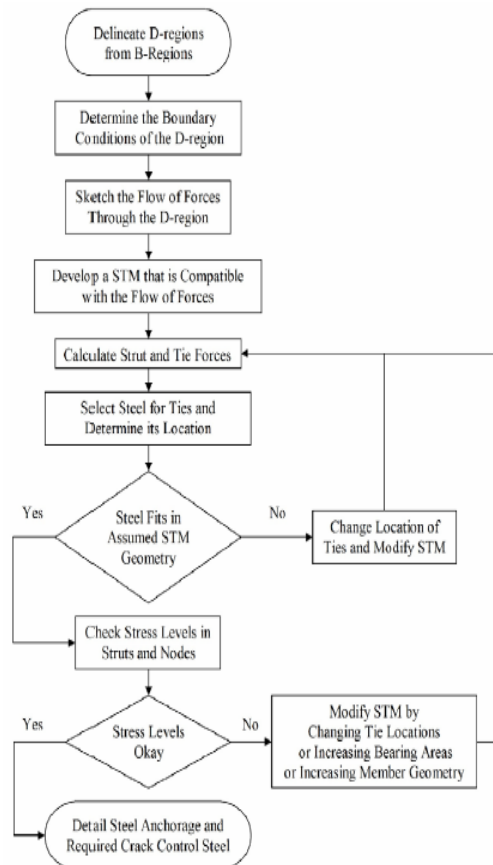 Delineate D-regions
from B-Regions
Determine the Boundary
Conditions of the D-region
Sketch the Flow of Forces
Through the D-region
Develop a STM that is Compatible
with the Flow of Forces
Calculate Strut and Tie Forces
Select Steel for Ties and
Determine its Location
Yes
Steel Fits in
Assumed STM
Geometry
No
Change Location of
Ties and Modify STM
Check Stress Levels in
Struts and Nodes
Yes
Stress Levels
Okay
No
Modify STM by
Changing Tie Locations
or Increasing Bearing Areas
or Increasing Member Geometry
Detail Steel Anchorage and
Required Crack Control Steel